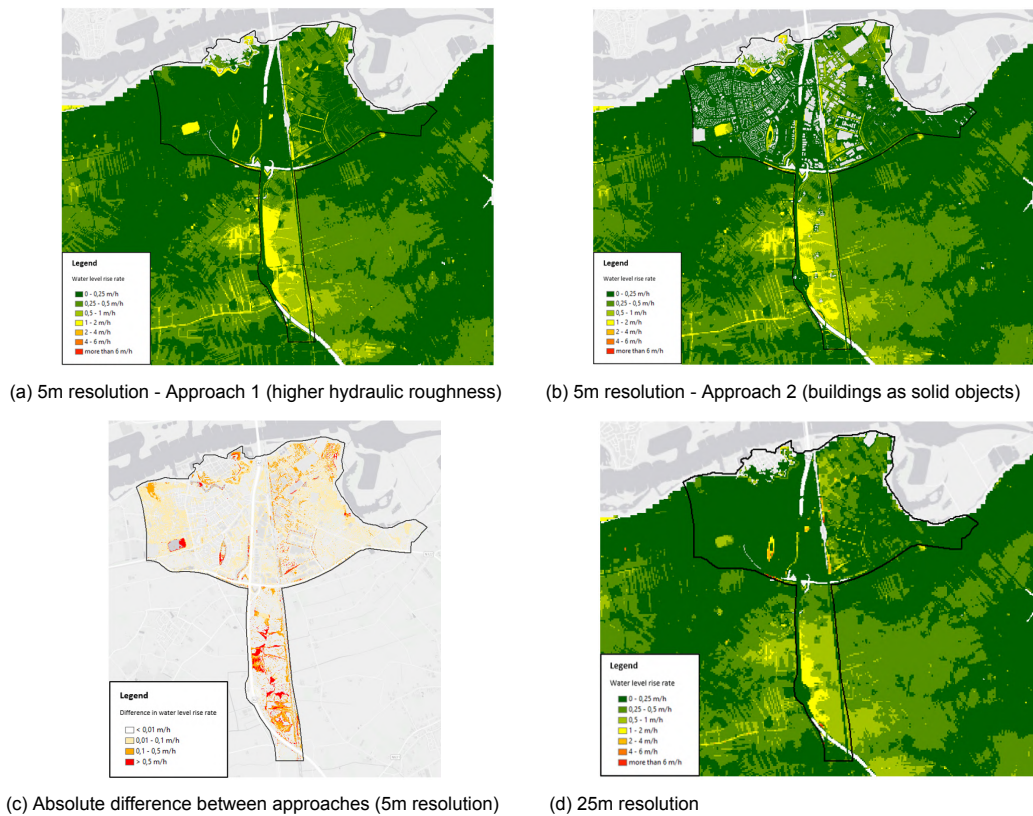 Legend
Water level rise rate
0 - 0,25 m/h
0,25 - 0,5 m/h
0,5 - 1 m/h
1 - 2 m/h
2 - 4 m/h
4 - 6 m/h
more than 6 m/h
(a) 5m resolution - Approach 1 (higher hydraulic roughness)
Legend
Water level rise rate
0 - 0,25 m/h
0,25 - 0,5 m/h
0,5 - 1 m/h
1 - 2 m/h
2 - 4 m/h
4 - 6 m/h
more than 6 m/h
(b) 5m resolution - Approach 2 (buildings as solid objects)
Legend
Difference in water level rise rate
< 0,01 m/h
0,01 - 0,1 m/h
0,1 - 0,5 m/h
> 0,5 m/h
(c) Absolute difference between approaches (5m resolution)
Legend
Water level rise rate
0 - 0,25 m/h
0,25 - 0,5 m/h
0,5 - 1 m/h
1 - 2 m/h
2 - 4 m/h
4 - 6 m/h
more than 6 m/h
(d) 25m resolution